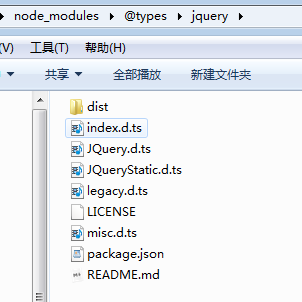 node_modules ▸ @types ▸ jquery
(V) 工具(T) 帮助(H)
共享 ▼ 全部播放 新建文件夹
dist
index.d.ts
JQuery.d.ts
JQueryStatic.d.ts
legacy.d.ts
LICENSE
misc.d.ts
package.json
README.md